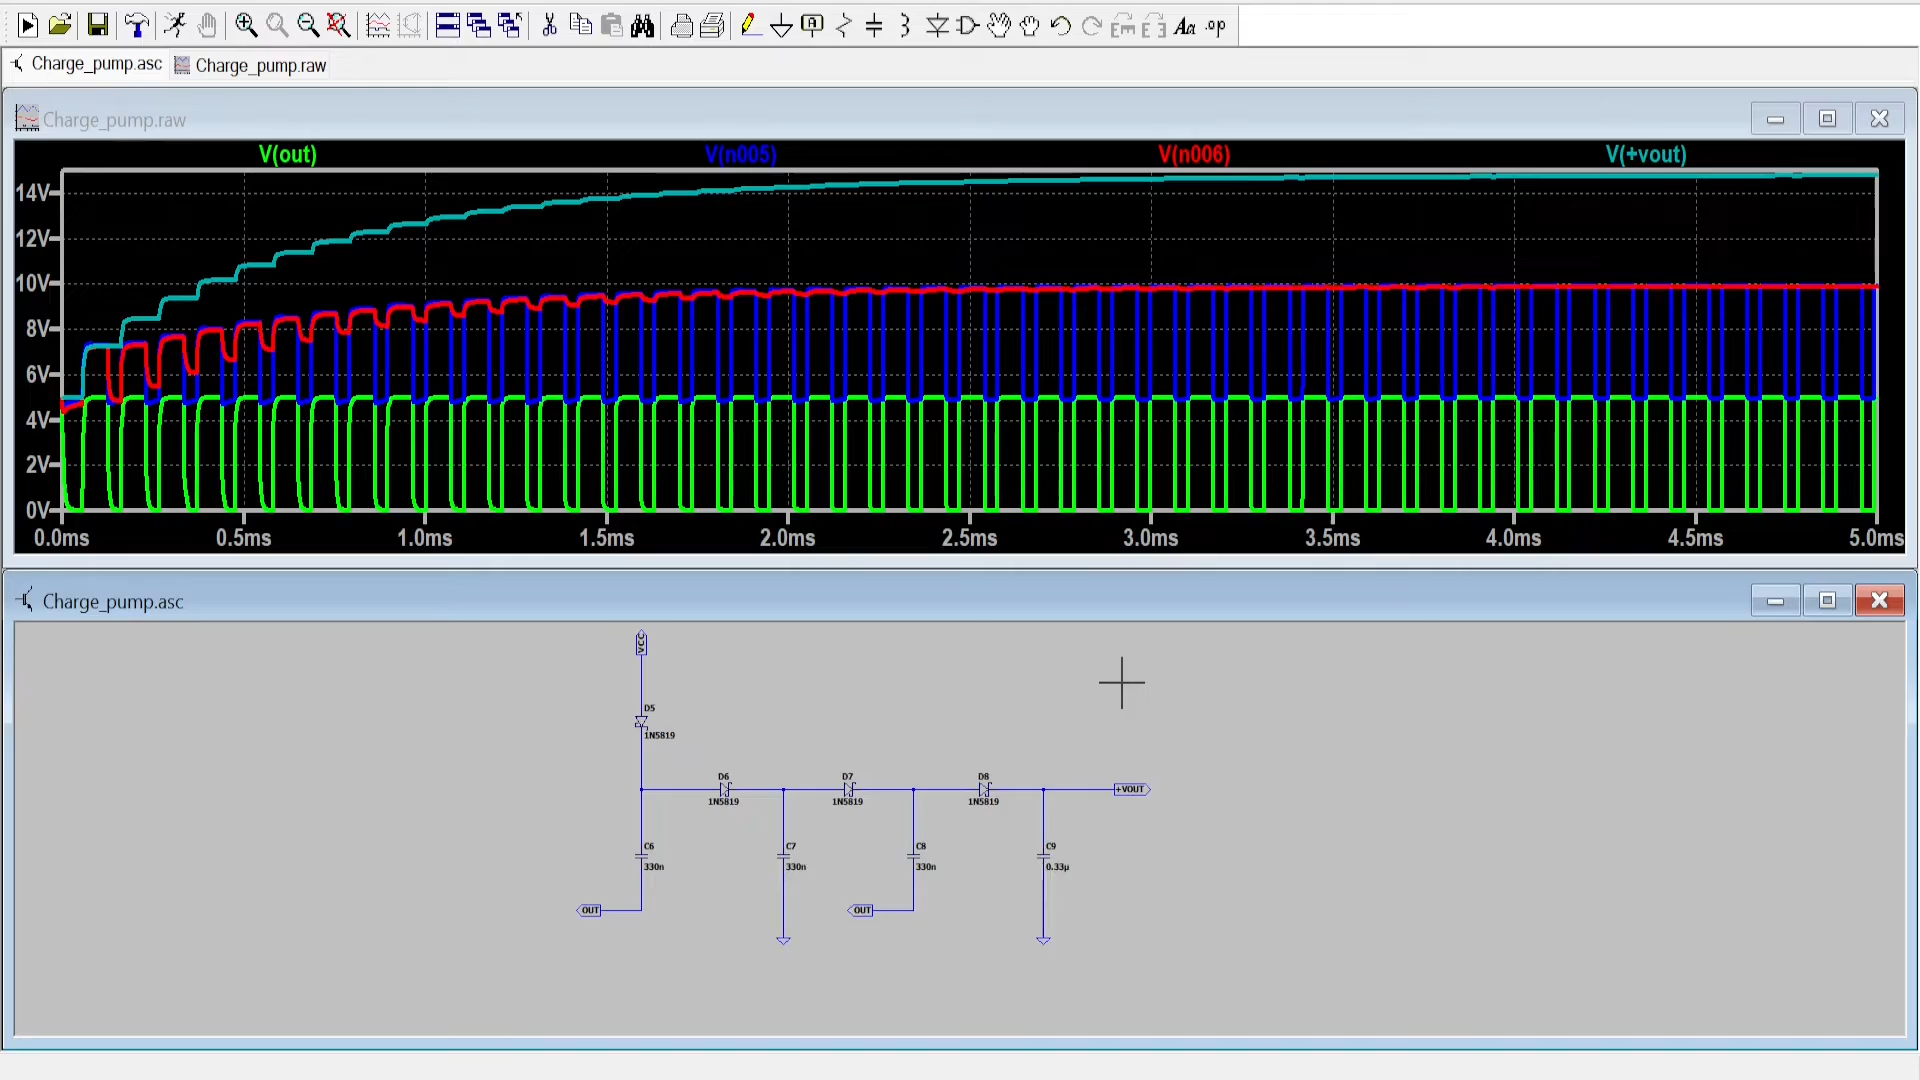 Aa .op
Charge_pump.asc Charge_pump.raw
Charge_pump.raw
V(out) V(n005) V(n006) V(+vout)
14V
12V
10V
8V
6V
4V
2V
0V
0.0ms 0.5ms 1.0ms 1.5ms 2.0ms 2.5ms 3.0ms 3.5ms 4.0ms 4.5ms 5.0ms
Charge_pump.asc
VCC
D5
1N5819
D6 D7 D8
+VOUT
1N5819 1N5819 1N5819
C6 C7 C8 C9
330n 330n 330n 0.33µ
OUT OUT